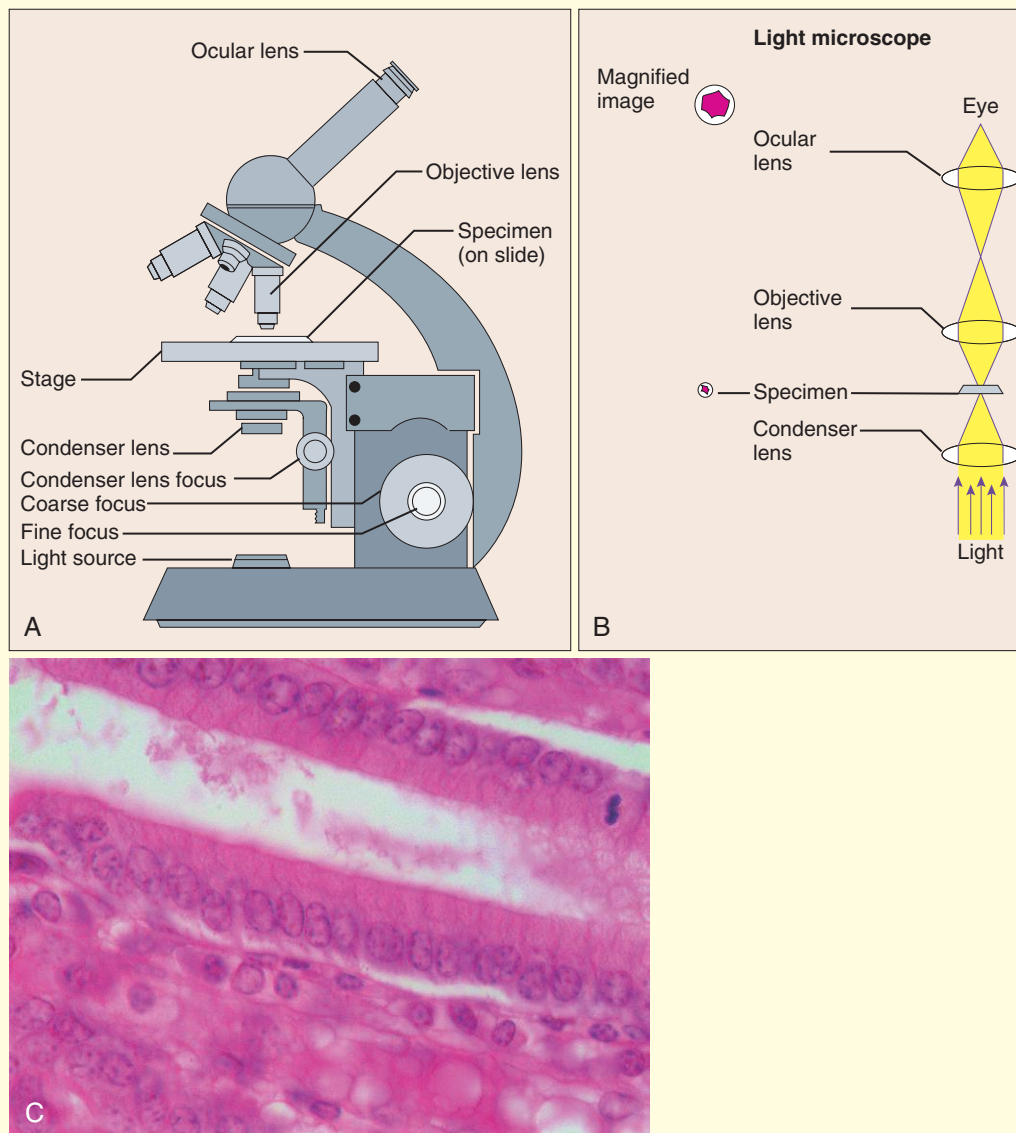 Ocular lens
Objective lens
Specimen
(on slide)
Stage
Condenser lens
Condenser lens focus
Coarse focus
Fine focus
Light source
A
Light microscope
Magnified
image
Eye
Ocular
lens
Objective
lens
Specimen
Condenser
lens
Light
B
C